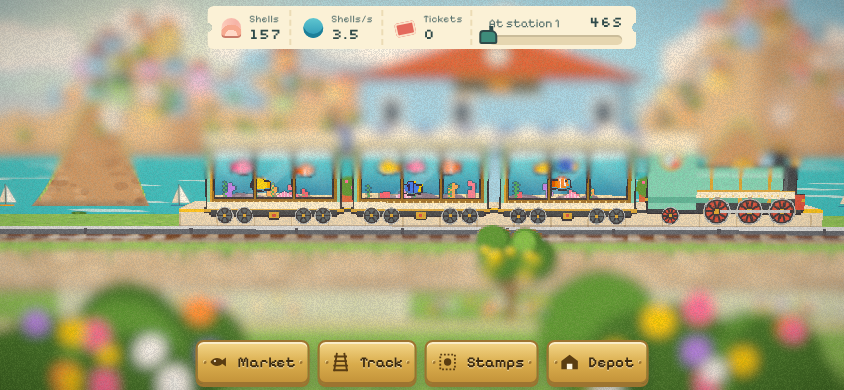 Shells
157
Shells/s
3.5
Tickets
0
At station 1
46s
Market
Track
Stamps
Depot